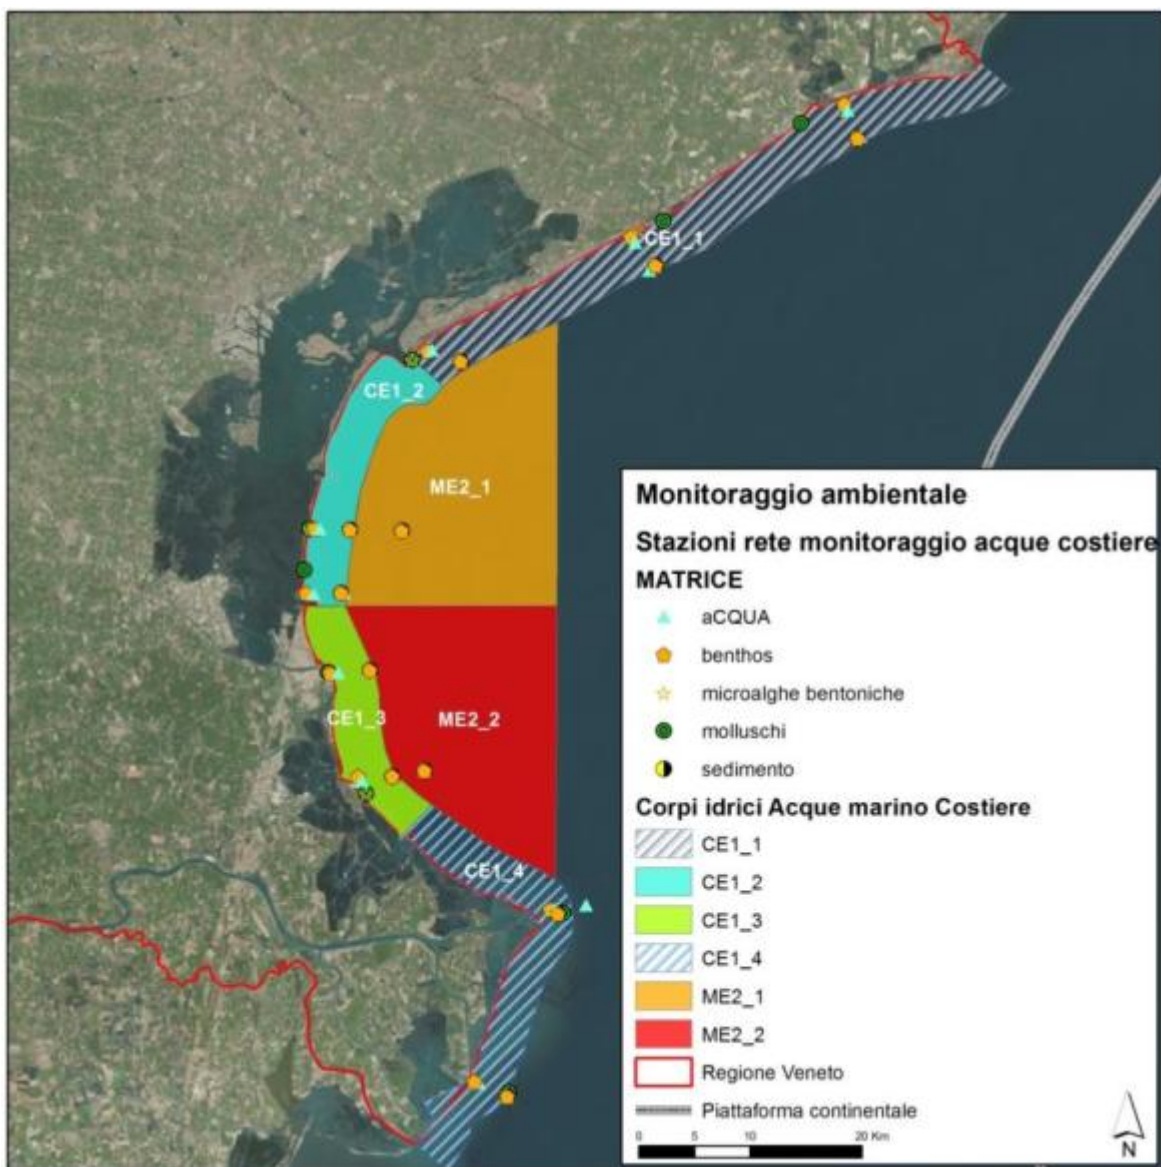 CE1_1
CE1_2
ME2_1
CE1_3
ME2_2
CE1_4
Monitoraggio ambientale
Stazioni rete monitoraggio acque costiere
MATRICE
aCQUA
benthos
microalghe bentoniche
molluschi
sedimento
Corpi idrici Acque marino Costiere
CE1_1
CE1_2
CE1_3
CE1_4
ME2_1
ME2_2
Regione Veneto
Piattaforma continentale
0 5 10 20 Km
N